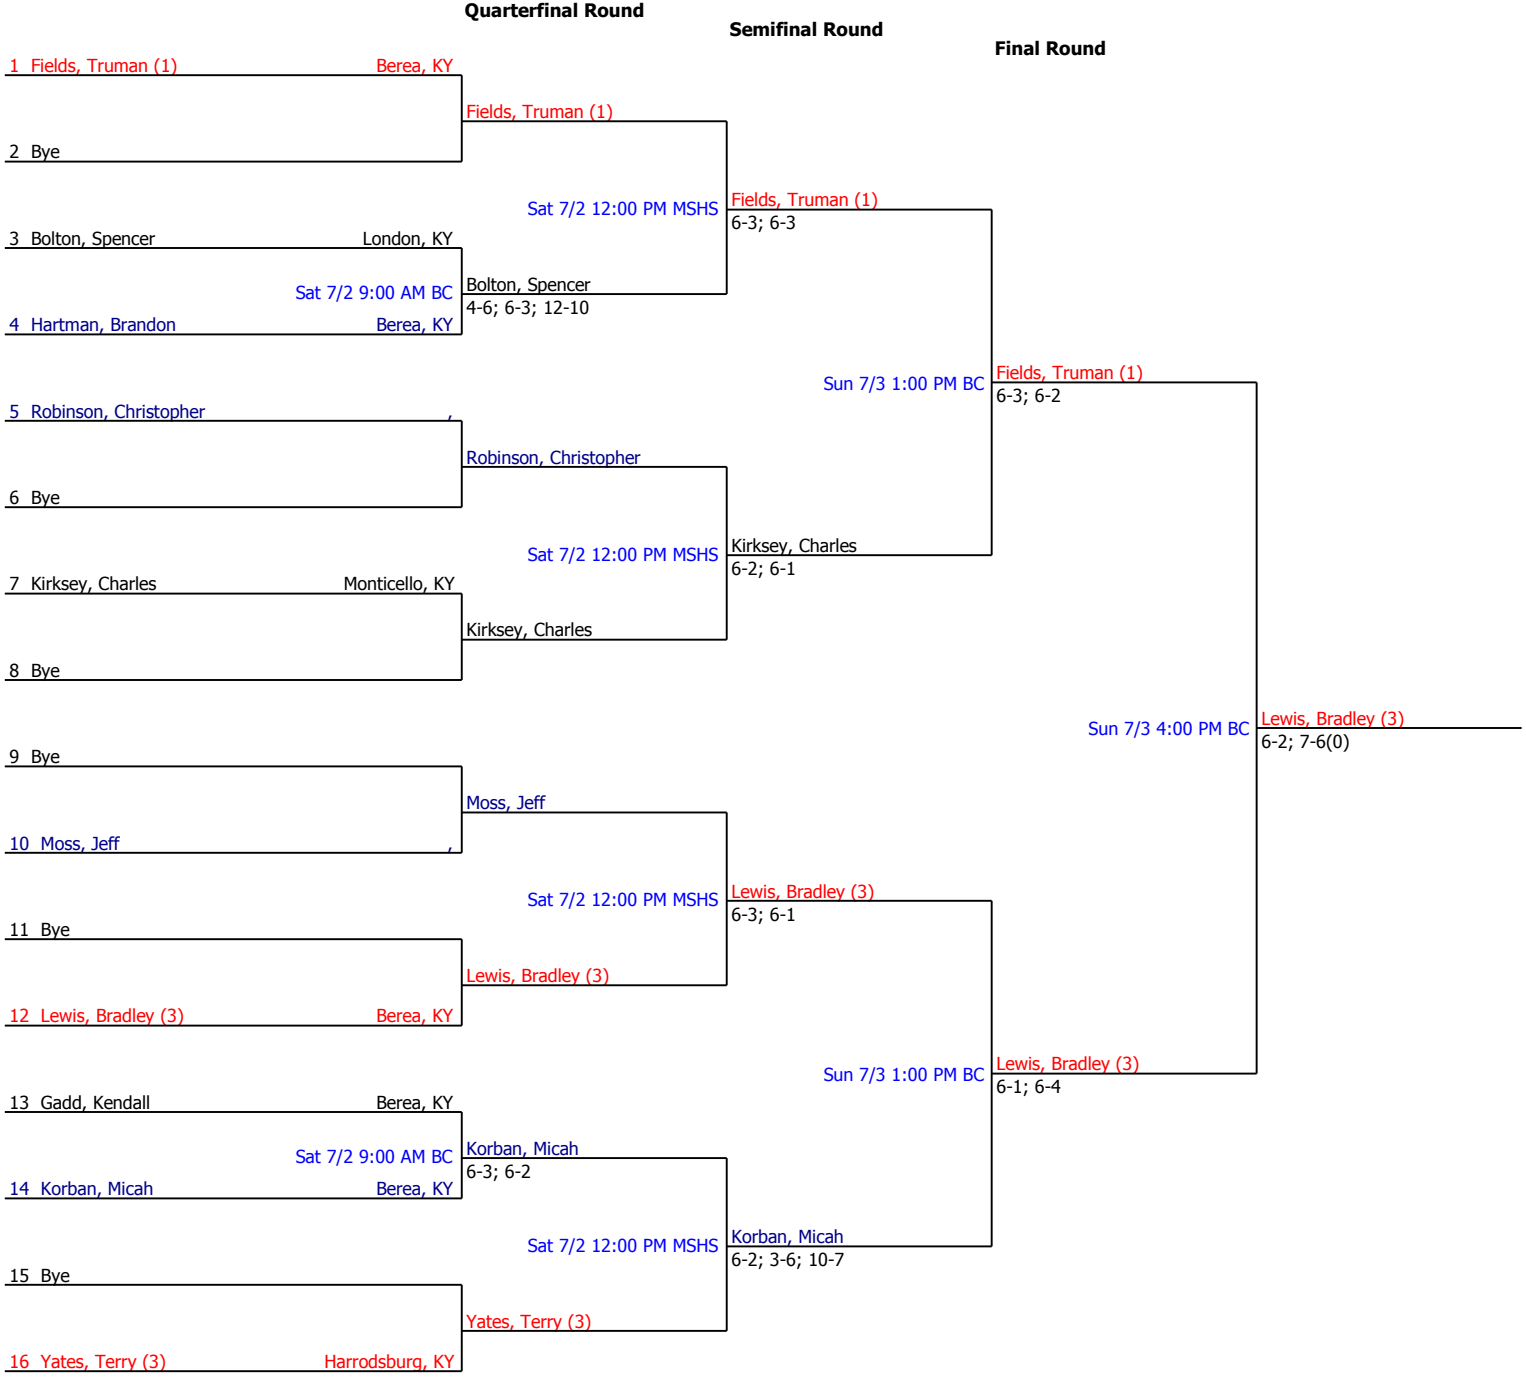 Quarterfinal Round
Semifinal Round
Final Round
1 Fields, Truman (1) Berea, KY
Fields, Truman (1)
2 Bye
Sat 7/2 12:00 PM MSHS
Fields, Truman (1)
6-3; 6-3
3 Bolton, Spencer London, KY
Sat 7/2 9:00 AM BC
Bolton, Spencer
4-6; 6-3; 12-10
4 Hartman, Brandon Berea, KY
Sun 7/3 1:00 PM BC
Fields, Truman (1)
6-3; 6-2
5 Robinson, Christopher ,
Robinson, Christopher
6 Bye
Sat 7/2 12:00 PM MSHS
Kirksey, Charles
6-2; 6-1
7 Kirksey, Charles Monticello, KY
Kirksey, Charles
8 Bye
Sun 7/3 4:00 PM BC
Lewis, Bradley (3)
6-2; 7-6(0)
9 Bye
Moss, Jeff
10 Moss, Jeff ,
Sat 7/2 12:00 PM MSHS
Lewis, Bradley (3)
6-3; 6-1
11 Bye
Lewis, Bradley (3)
12 Lewis, Bradley (3) Berea, KY
Sun 7/3 1:00 PM BC
Lewis, Bradley (3)
6-1; 6-4
13 Gadd, Kendall Berea, KY
Sat 7/2 9:00 AM BC
Korban, Micah
6-3; 6-2
14 Korban, Micah Berea, KY
Sat 7/2 12:00 PM MSHS
Korban, Micah
6-2; 3-6; 10-7
15 Bye
Yates, Terry (3)
16 Yates, Terry (3) Harrodsburg, KY